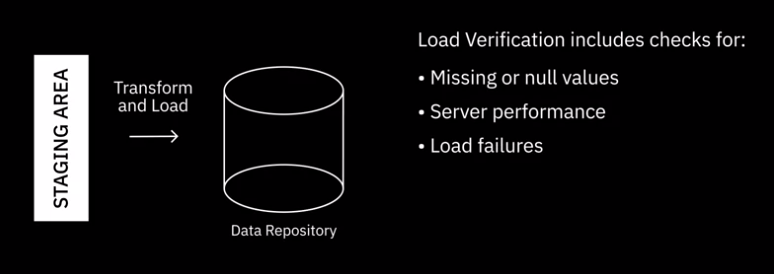 STAGING AREA
Transform
and Load
Data Repository
Load Verification includes checks for:
• Missing or null values
• Server performance
• Load failures